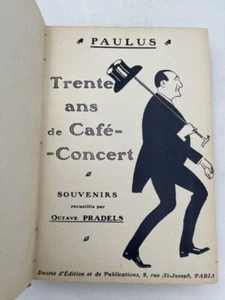 PAULUS
Trente
ans
de Café-
-Concert
SOUVENIRS
recueillis par
OCTAVE PRADELS
Société d'Edition et de Publications, 9, rue St-Joseph, PARIS